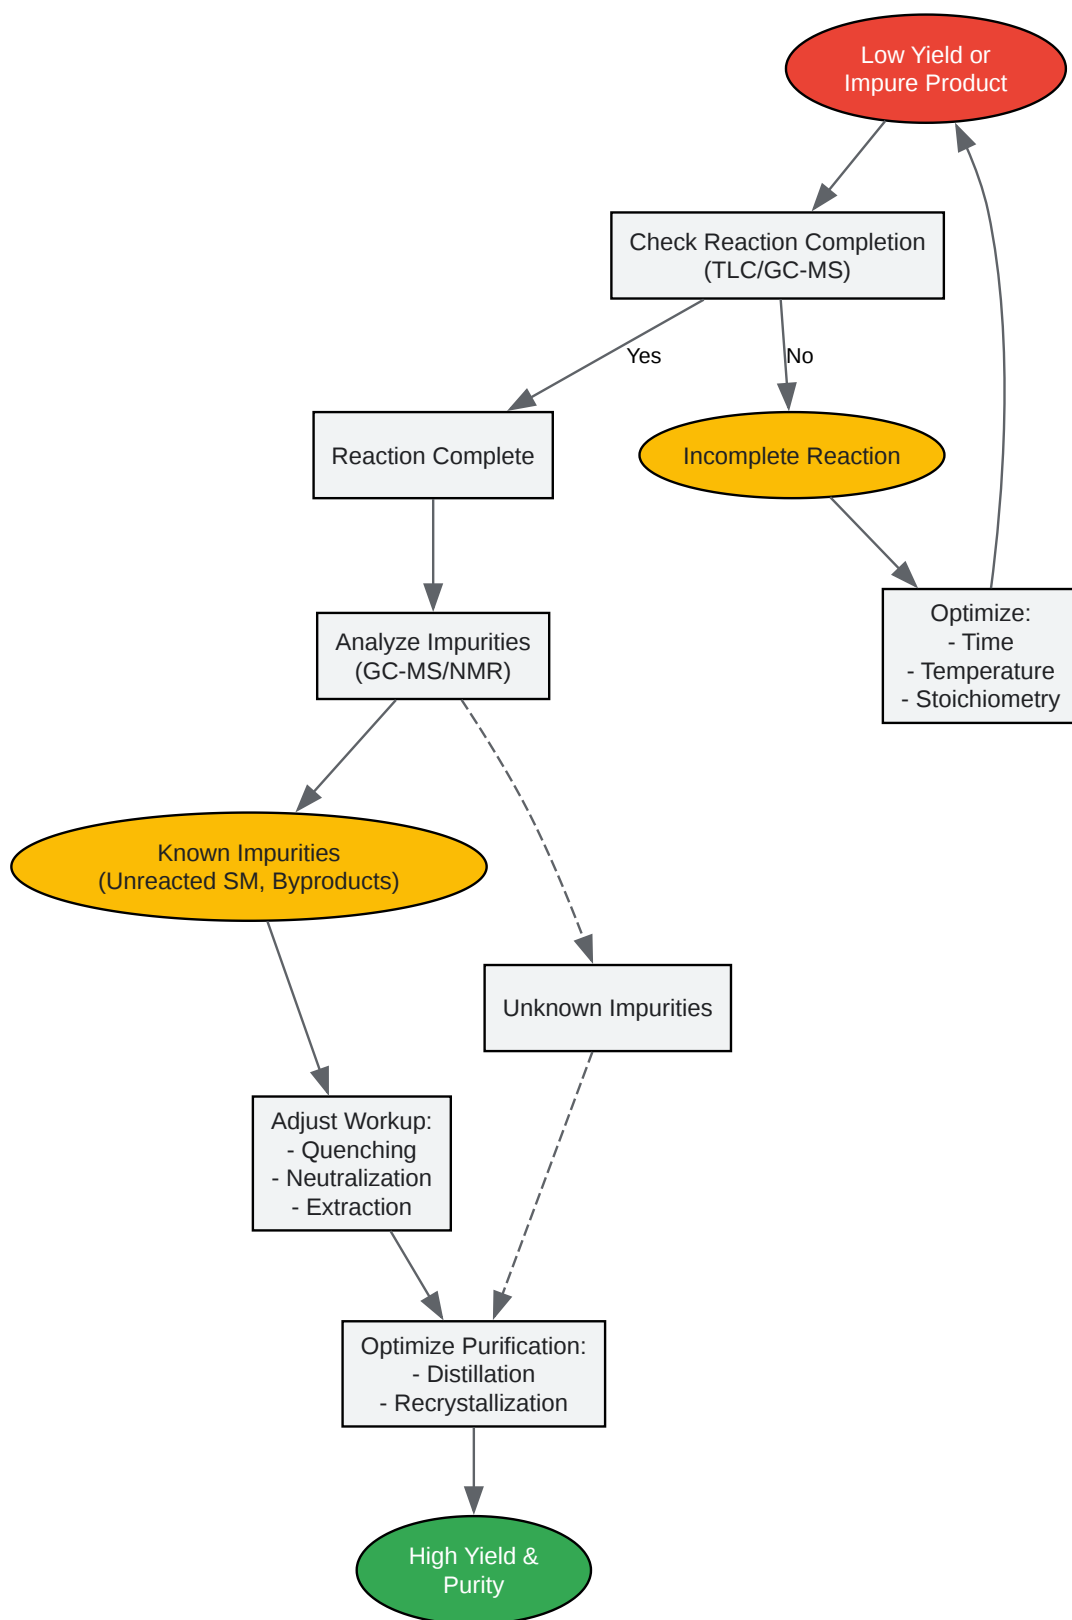 Low Yield or
Impure Product
Check Reaction Completion
(TLC/GC-MS)
Yes
No
Reaction Complete
Incomplete Reaction
Optimize:
- Time
- Temperature
- Stoichiometry
Analyze Impurities
(GC-MS/NMR)
Known Impurities
(Unreacted SM, Byproducts)
Unknown Impurities
Adjust Workup:
- Quenching
- Neutralization
- Extraction
Optimize Purification:
- Distillation
- Recrystallization
High Yield &
Purity